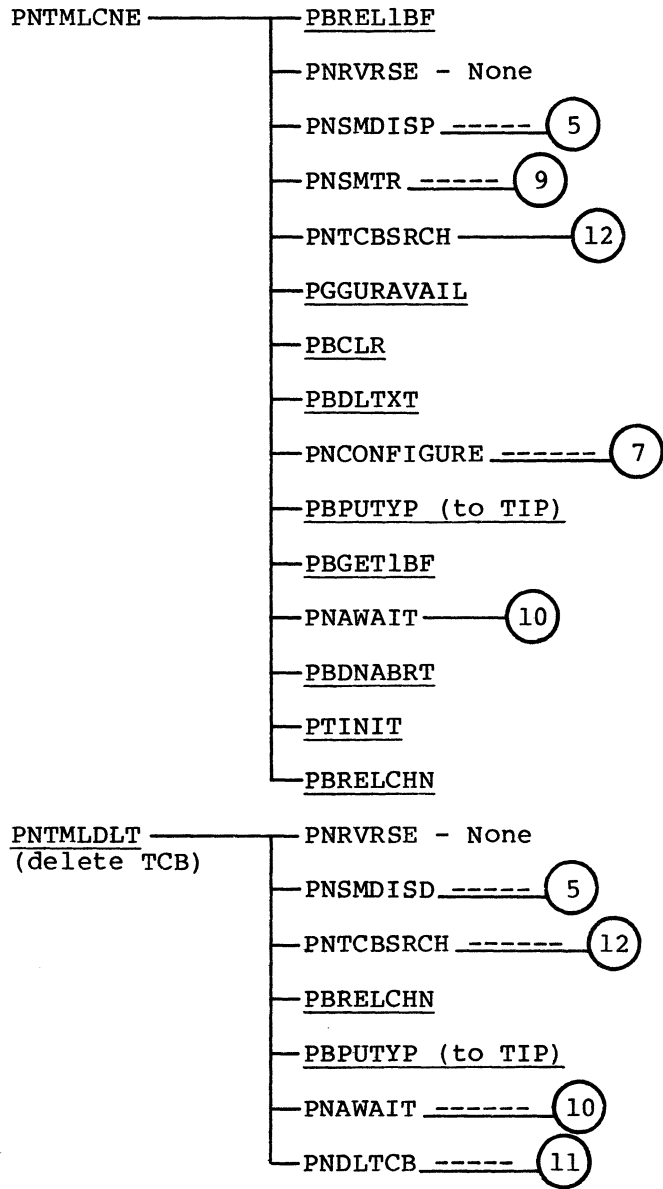 PNTMLCNE PBREL1BF
PNRVRSE - None
PNSMDISP ----- 5
PNSMTR ----- 9
PNTCBSRCH 12
PGGURAVAIL
PBCLR
PBDLTXT
PNCONFIGURE ------ 7
PBPUTYP (to TIP)
PBGET1BF
PNAWAIT 10
PBDNABRT
PTINIT
PBRELCHN
PNTMLDLT PNRVRSE - None
(delete TCB)
PNSMDISD ----- 5
PNTCBSRCH ------ 12
PBRELCHN
PBPUTYP (to TIP)
PNAWAIT ------ 10
PNDLTCB ----- 11